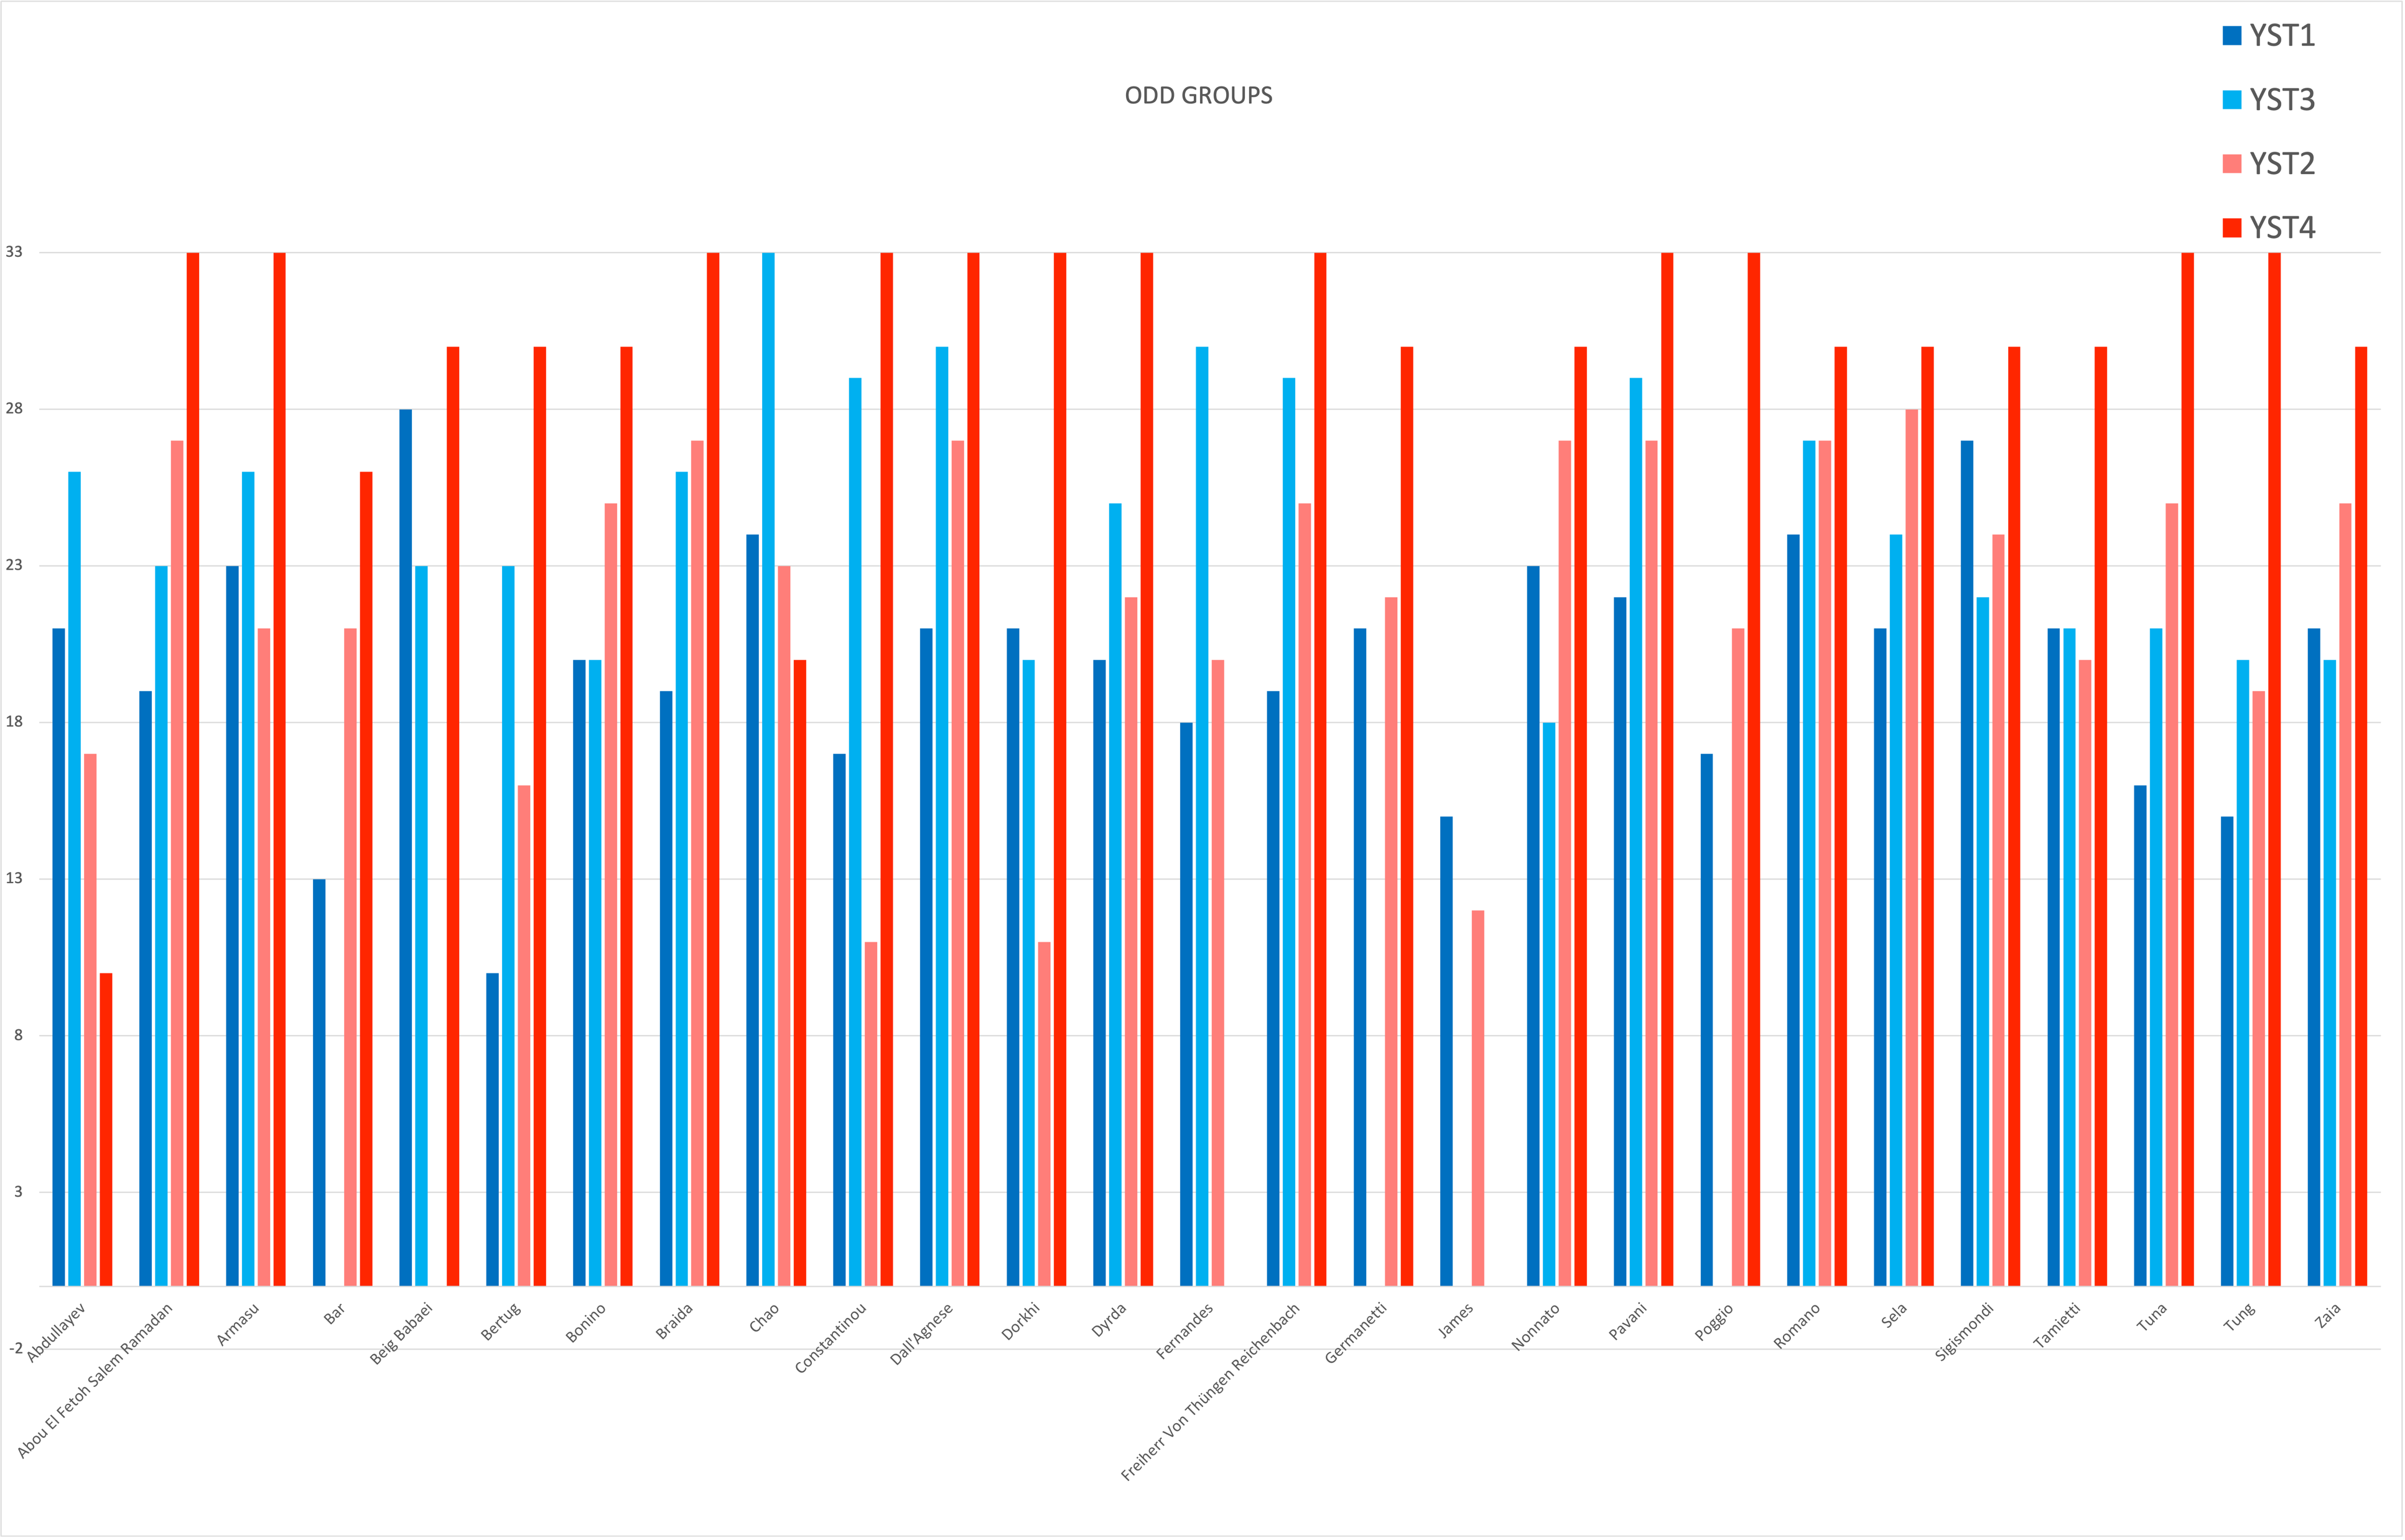 YST1
YST3
ODD GROUPS
YST2
YST4
33
28
23
18
13
8
3
-2
Abdullayev
Abou El Fetoh Salem Ramadan
Armasu
Bar
Beig Babaei
Bertug
Bonino
Braida
Chao
Constantinou
Dall'Agnese
Dorkhi
Dyrda
Fernandes
Freiherr Von Thüngen Reichenbach
Germanetti
James
Nonnato
Pavani
Poggio
Romano
Sela
Sigismondi
Tamietti
Tuna
Tung
Zaia